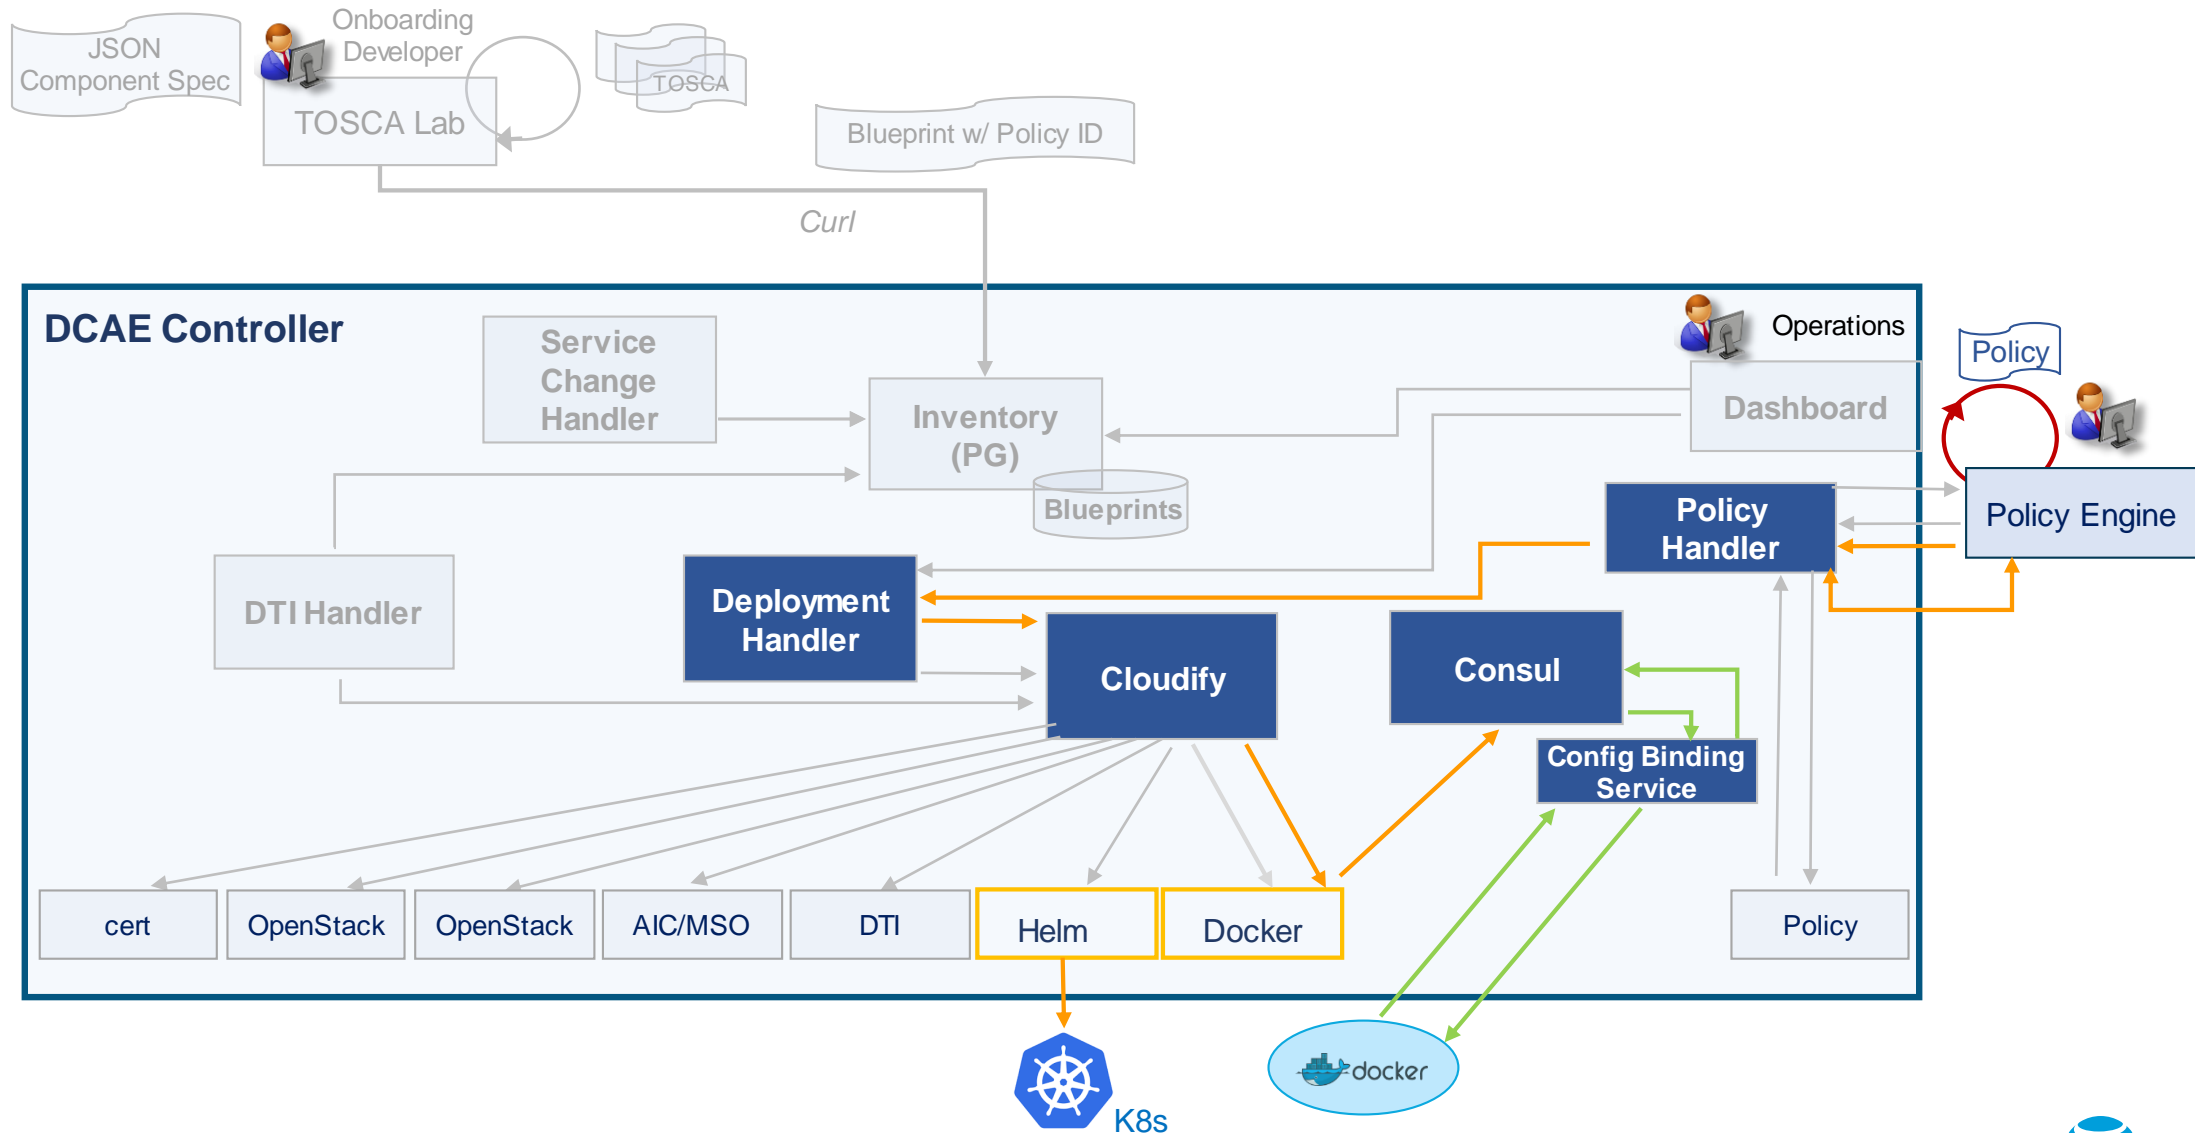 JSON
Component Spec
Onboarding
Developer
TOSCA Lab
TOSCA
Blueprint w/ Policy ID
Curl
DCAE Controller
Service
Change
Handler
Inventory
(PG)
Blueprints
Operations
Dashboard
Policy
Policy Engine
Policy
Handler
DTI Handler
Deployment
Handler
Cloudify
Consul
Config Binding
Service
cert
OpenStack
OpenStack
AIC/MSO
DTI
Helm
Docker
Policy
K8s
docker